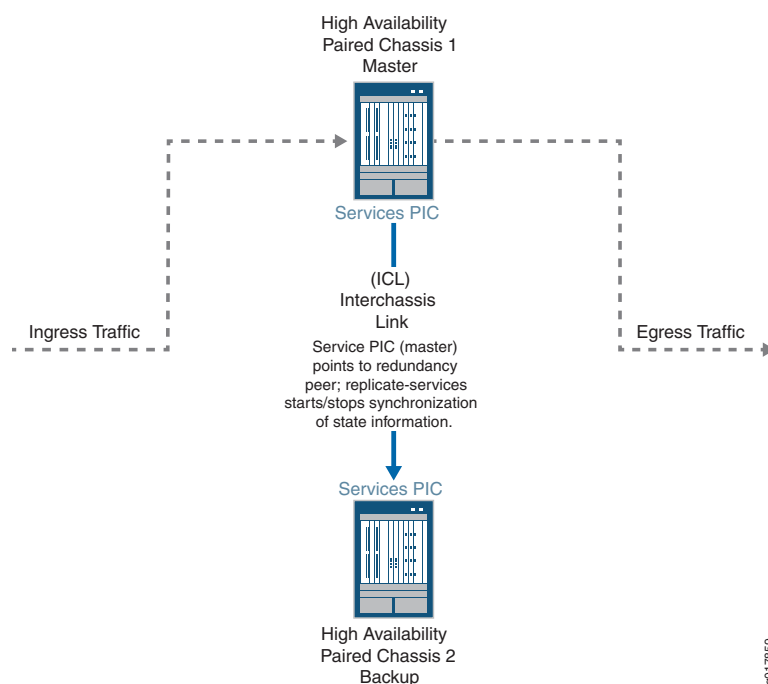 High Availability
Paired Chassis 1
Master
Services PIC
(ICL)
Interchassis
Link
Ingress Traffic
Egress Traffic
Service PIC (master)
points to redundancy
peer; replicate-services
starts/stops synchronization
of state information.
Services PIC
High Availability
Paired Chassis 2
Backup